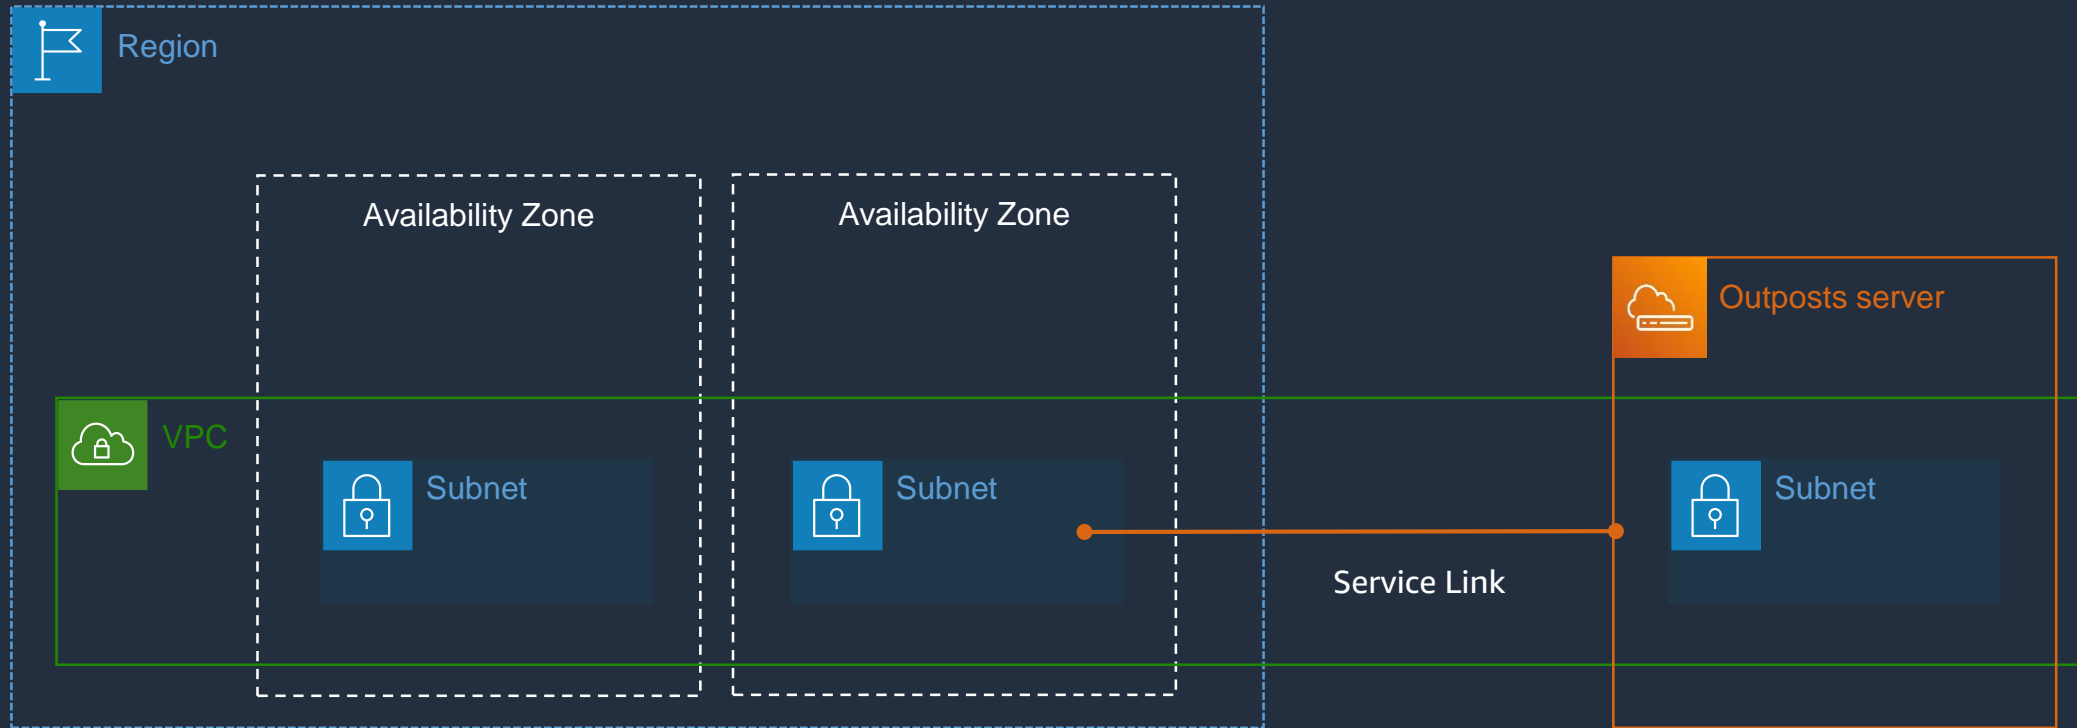 Region
Availability Zone
Availability Zone
Outposts server
VPC
Subnet
Subnet
Subnet
Service Link